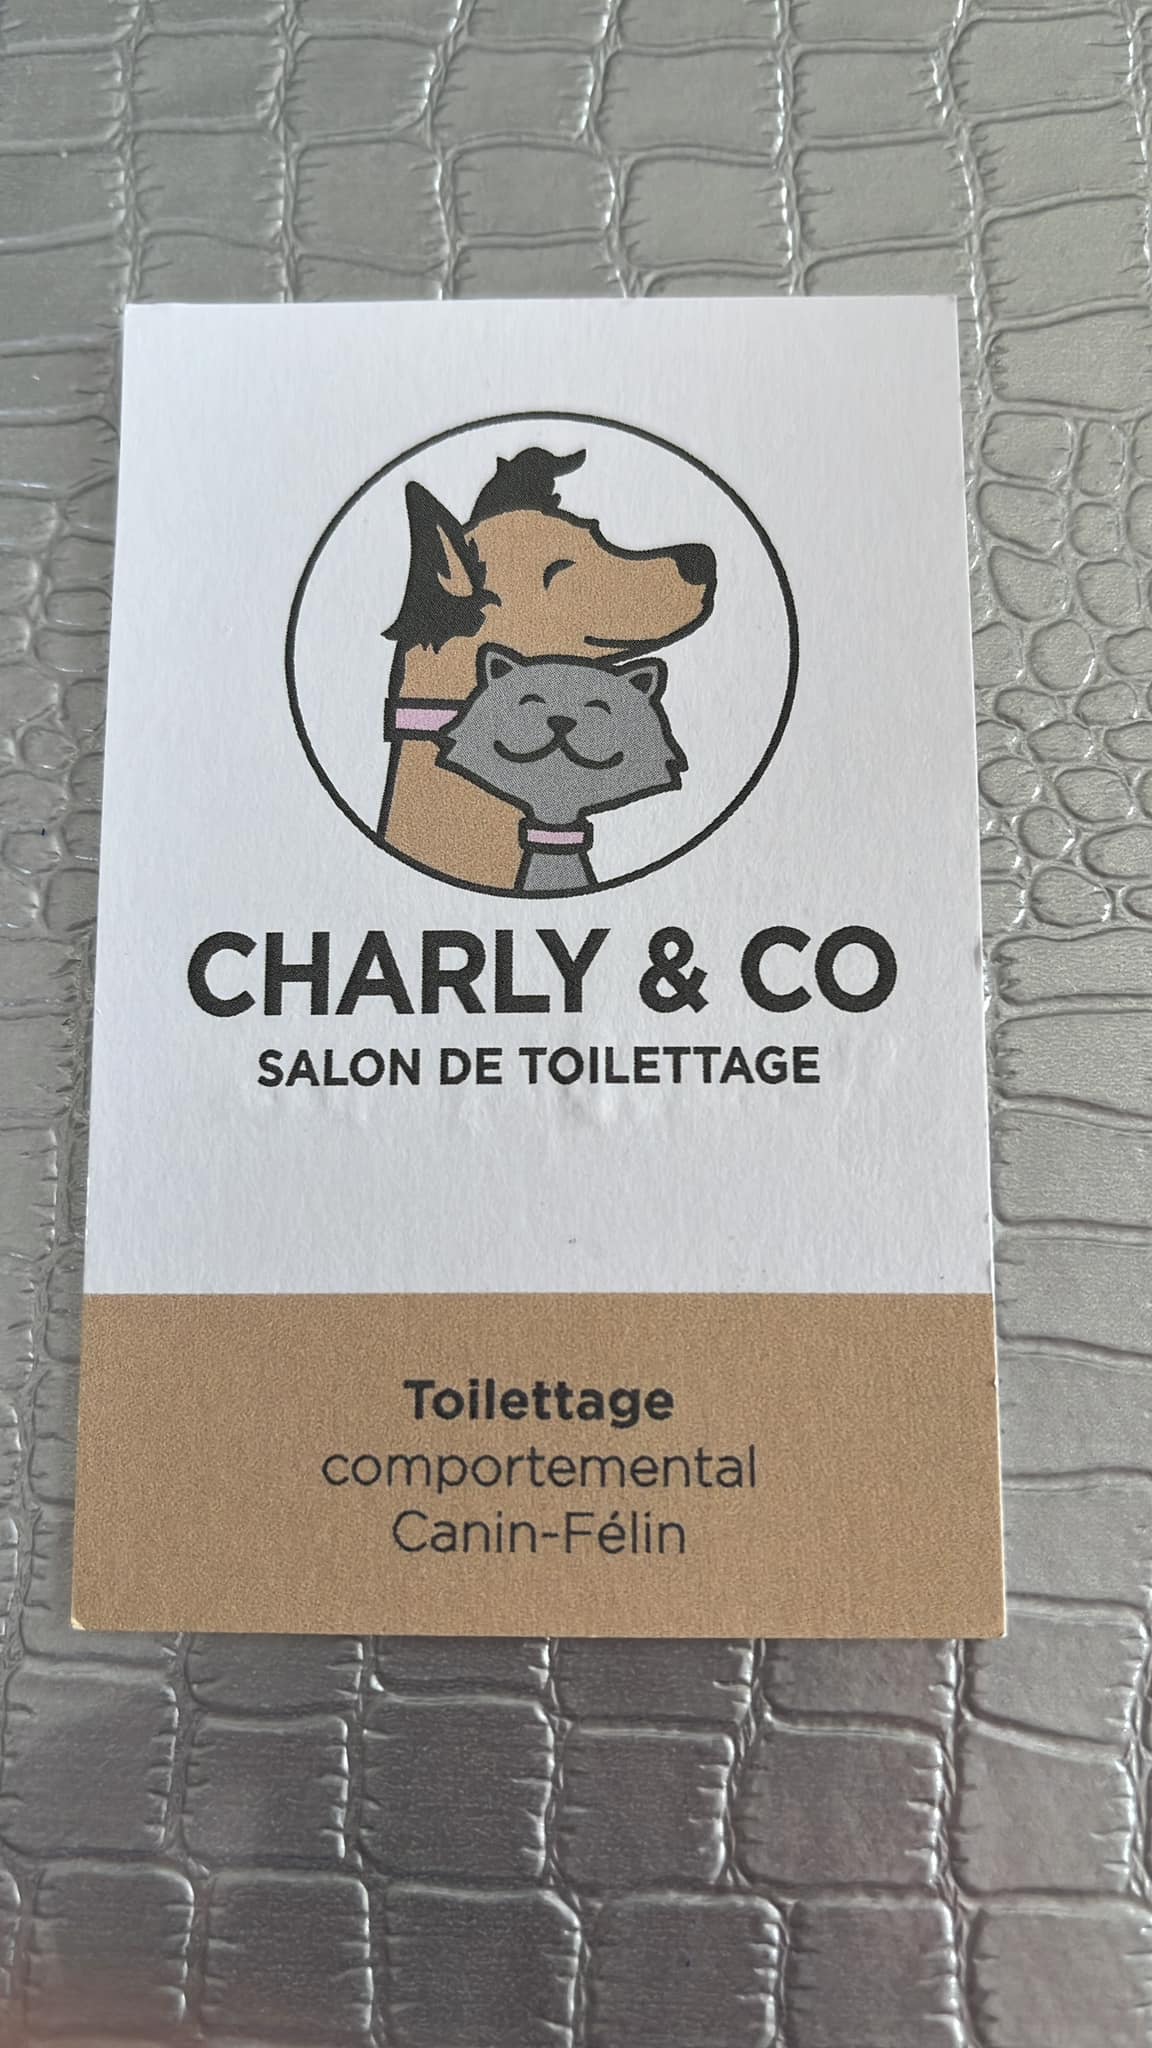 CHARLY & CO
SALON DE TOILETTAGE
Toilettage
comportemental
Canin-Félin